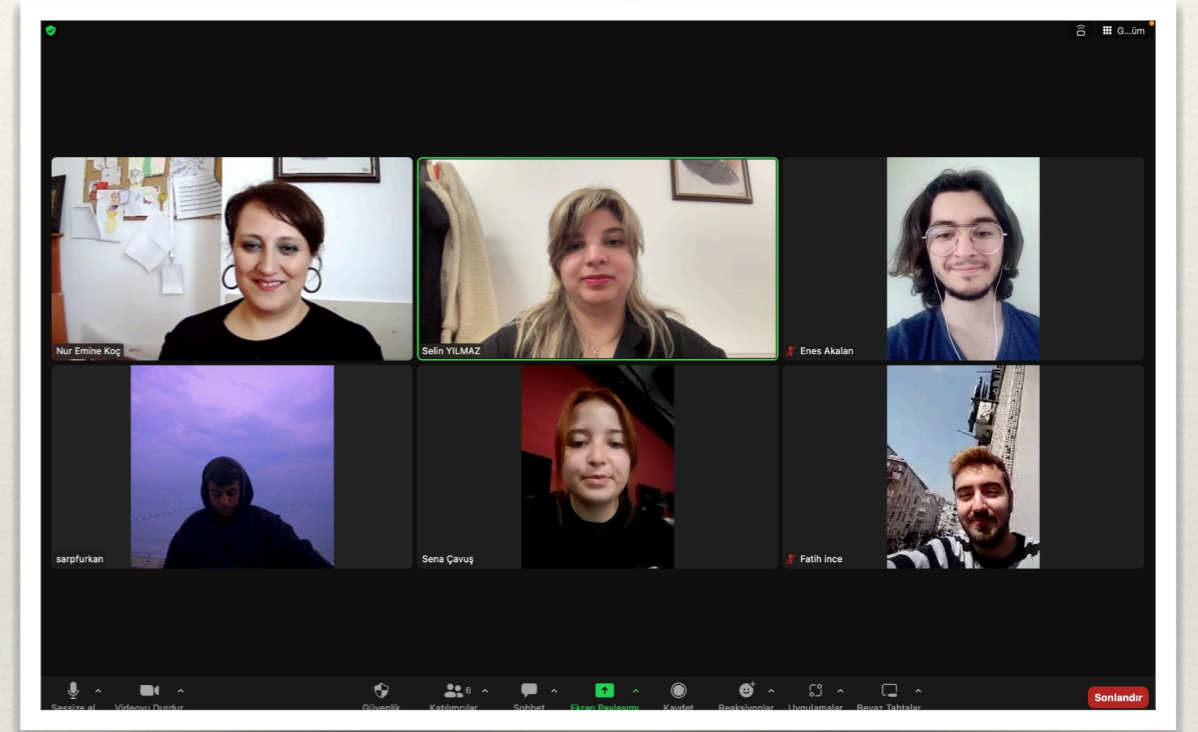 G...üm
Nur Emine Koç
Selin YILMAZ
Enes Akalan
sarpfurkan
Sena Çavuş
Fatih ince
Sessize al
Videoyu Durdur
Güvenlik
6
Katılımcılar
Sohbet
Ekran Paylaşımı
Kaydet
Reaksiyonlar
Uygulamalar
Beyaz Tahtalar
Sonlandır